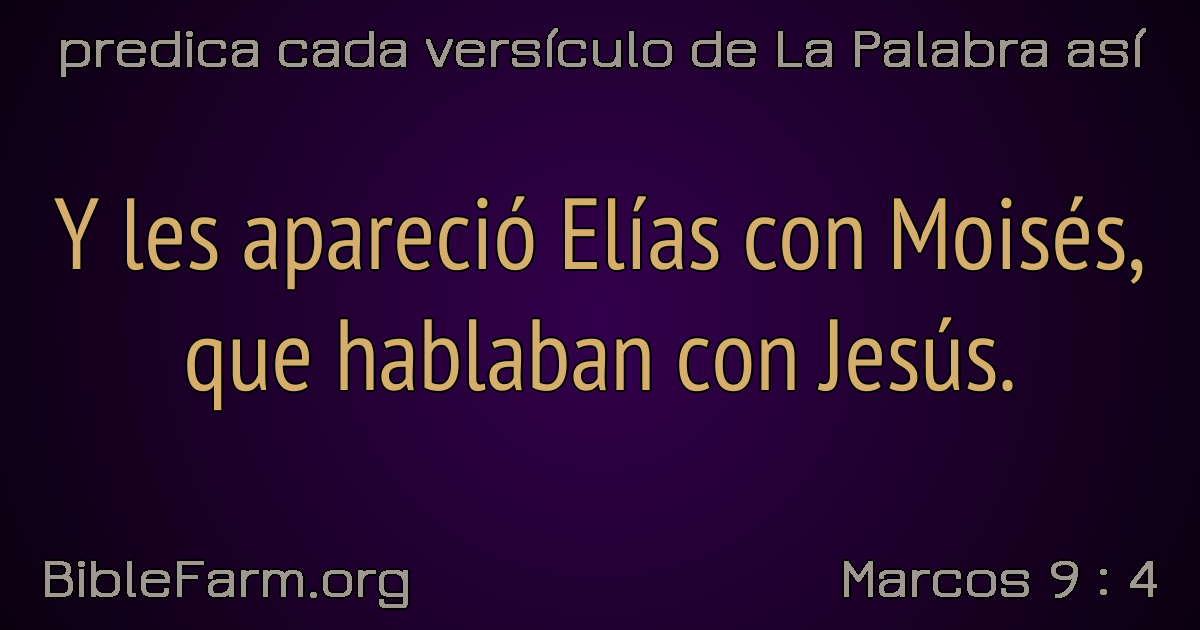 predica cada versículo de La Palabra así
Y les apareció Elías con Moisés,
que hablaban con Jesús.
BibleFarm.org
Marcos 9 : 4